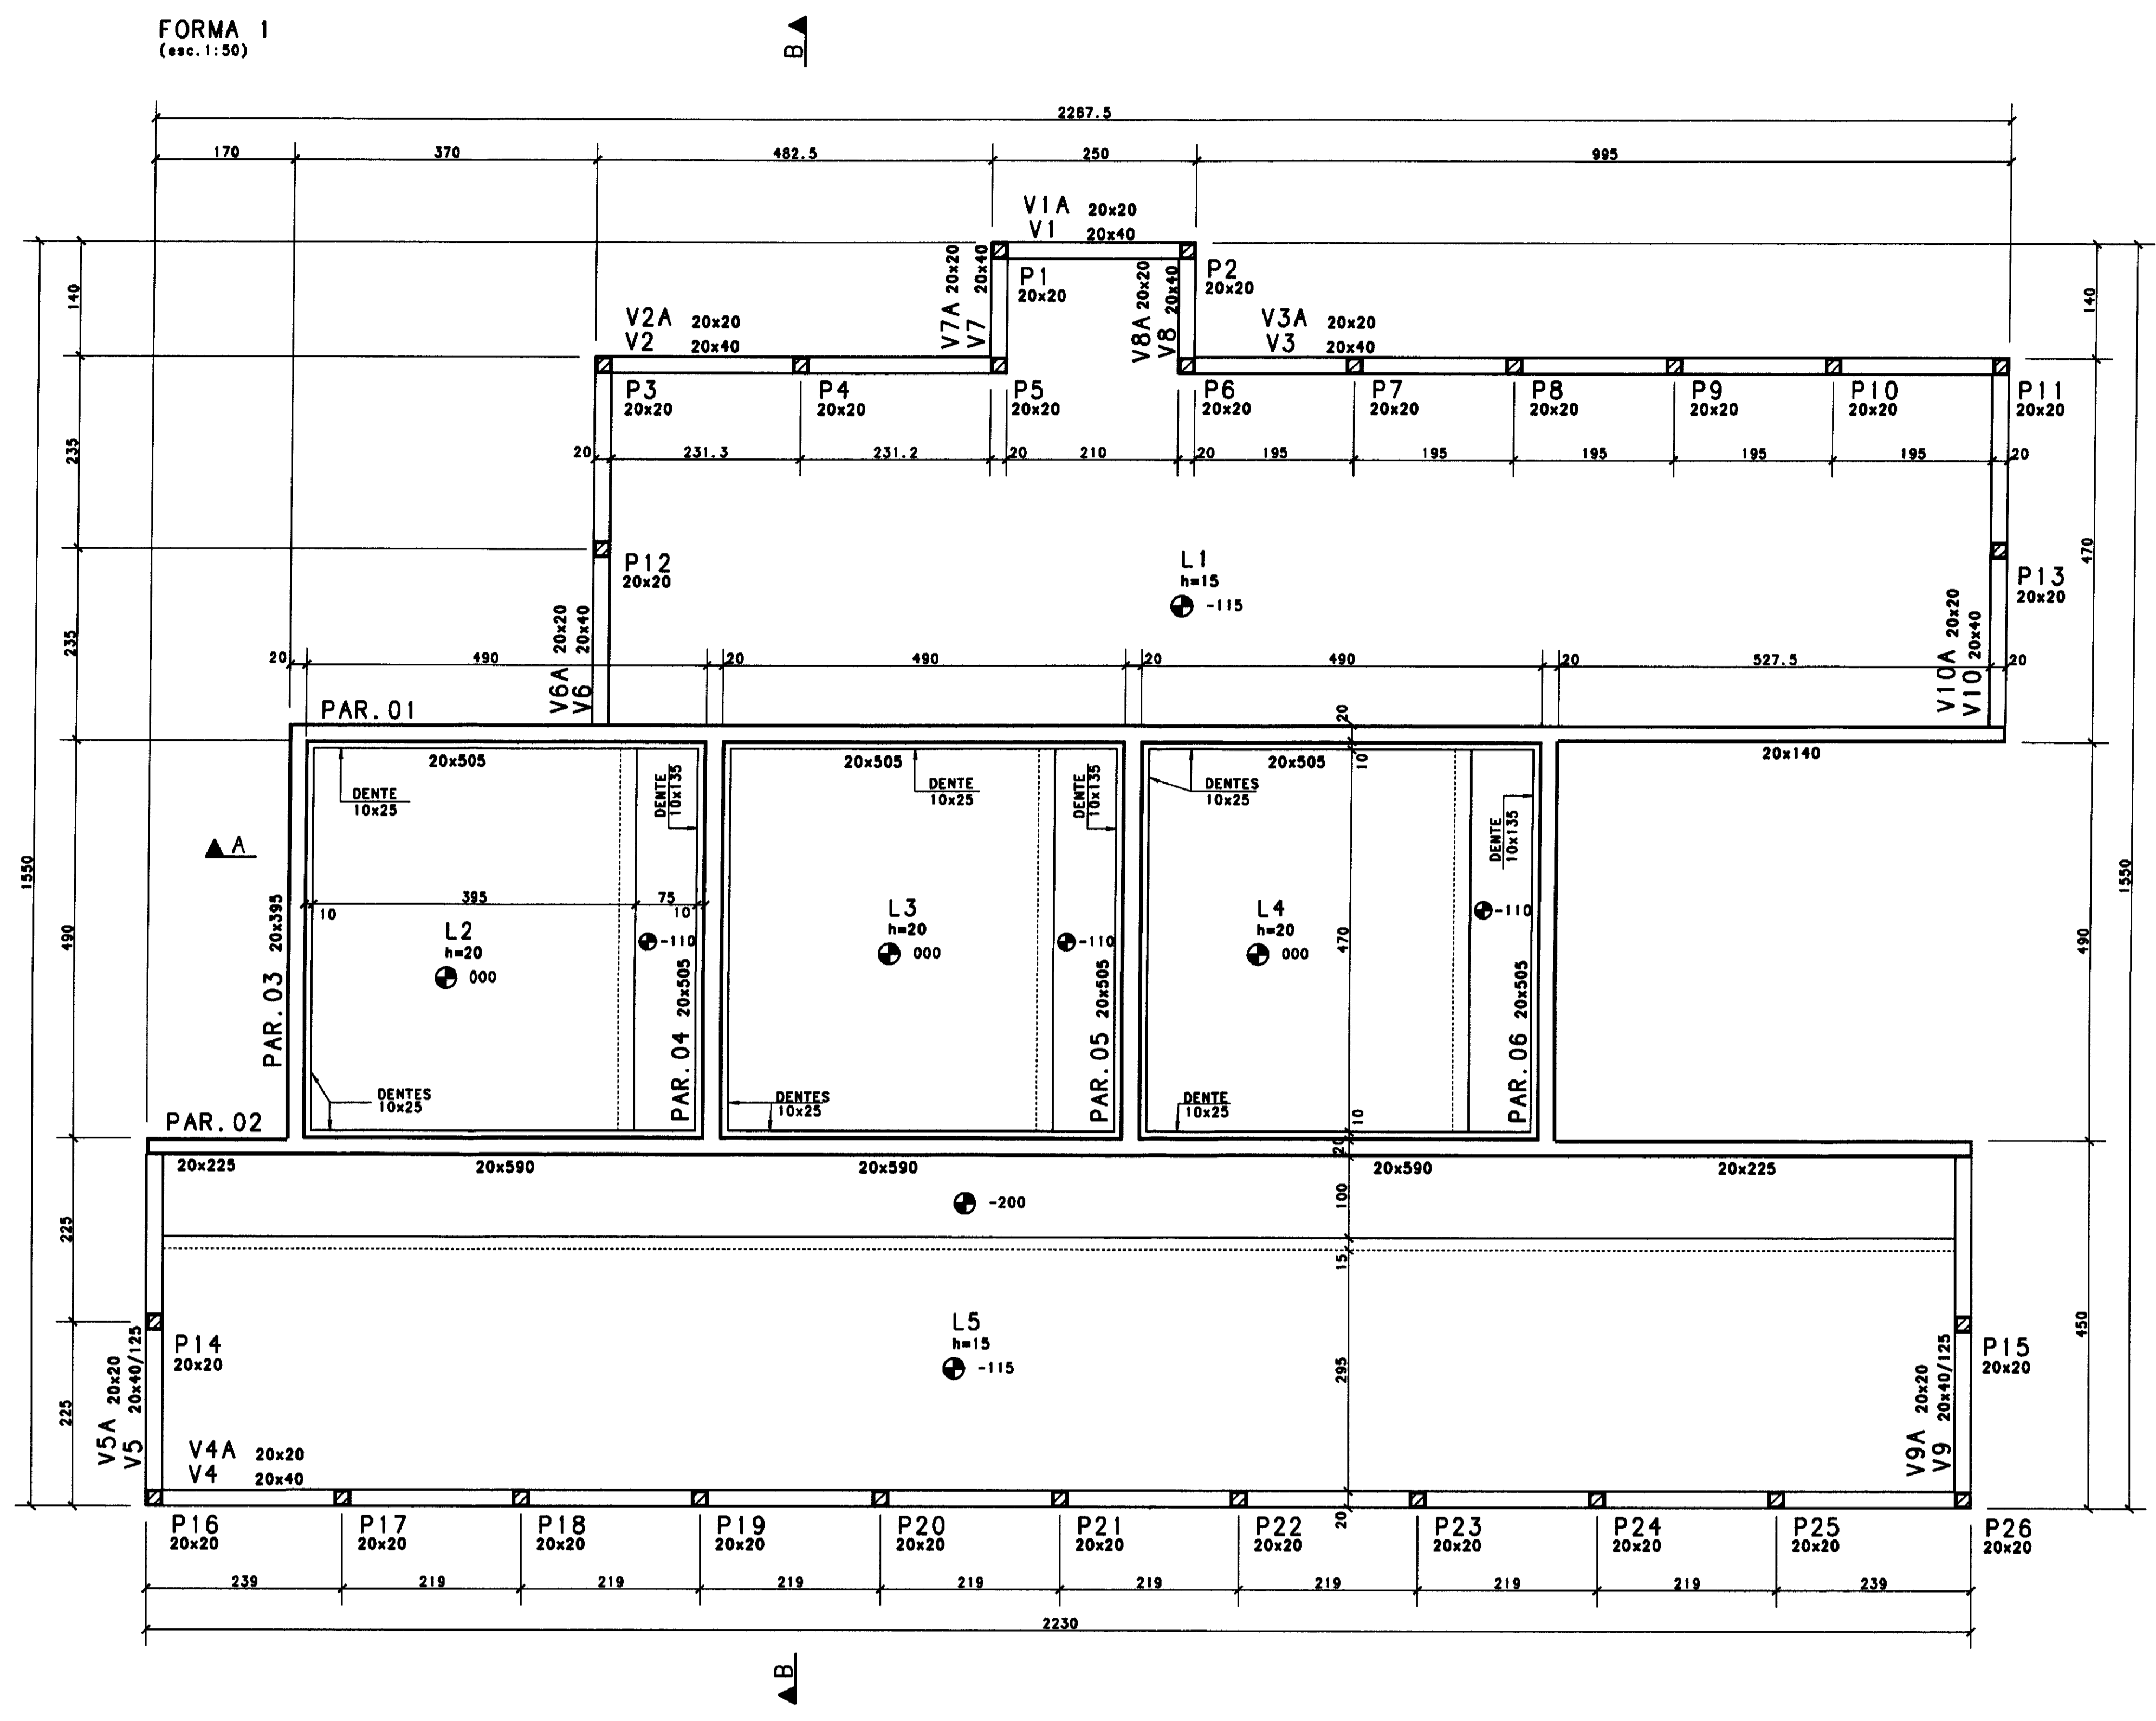 FORMA 1
(esc.1:50)
B
2267.5
170 370 482.5 250 995
V1A 20x20
V1 20x40
P1
20x20
P2
20x20
V7A 20x20
V7 20x40
V8A 20x20
V8 20x40
140
140
V2A 20x20
V2 20x40
V3A 20x20
V3 20x40
P3
20x20
P4
20x20
P5
20x20
P6
20x20
P7
20x20
P8
20x20
P9
20x20
P10
20x20
P11
20x20
20 231.3 231.2 20 210 20 195 195 195 195 195 20
235
235
470
P12
20x20
L1
h=15
-115
P13
20x20
V6A 20x20
V6 20x40
V10A 20x20
V10 20x40
20 490 20 490 20 490 20 527.5 20
PAR.01
20
20x505
20x505
20x505
20x140
10
DENTE
10x25
DENTE
10x135
DENTE
10x25
DENTE
10x135
DENTES
10x25
DENTE
10x135
A
1550
1550
490
490
PAR.03 20x395
10 395 75 10
L2
h=20
000
-110
L3
h=20
000
-110
L4
h=20
000
-110
470
PAR.04 20x505
PAR.05 20x505
PAR.06 20x505
DENTES
10x25
DENTES
10x25
DENTE
10x25
10
PAR.02
20
20x225
20x590
20x590
20x590
20x225
-200
100
15
225
225
450
L5
h=15
-115
295
P14
20x20
P15
20x20
V5A 20x20
V5 20x40/125
V9A 20x20
V9 20x40/125
V4A 20x20
V4 20x40
20
P16
20x20
P17
20x20
P18
20x20
P19
20x20
P20
20x20
P21
20x20
P22
20x20
P23
20x20
P24
20x20
P25
20x20
P26
20x20
239 219 219 219 219 219 219 219 219 239
2230
B